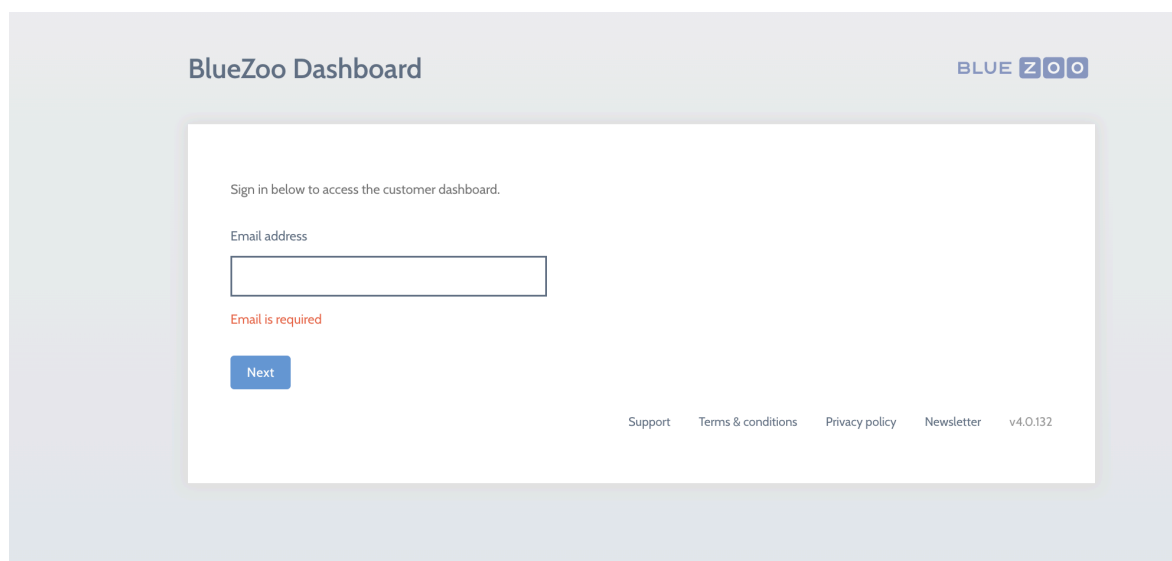 BlueZoo Dashboard
BLUE ZOO
Sign in below to access the customer dashboard.
Email address
Email is required
Next
Support Terms & conditions Privacy policy Newsletter v4.0.132